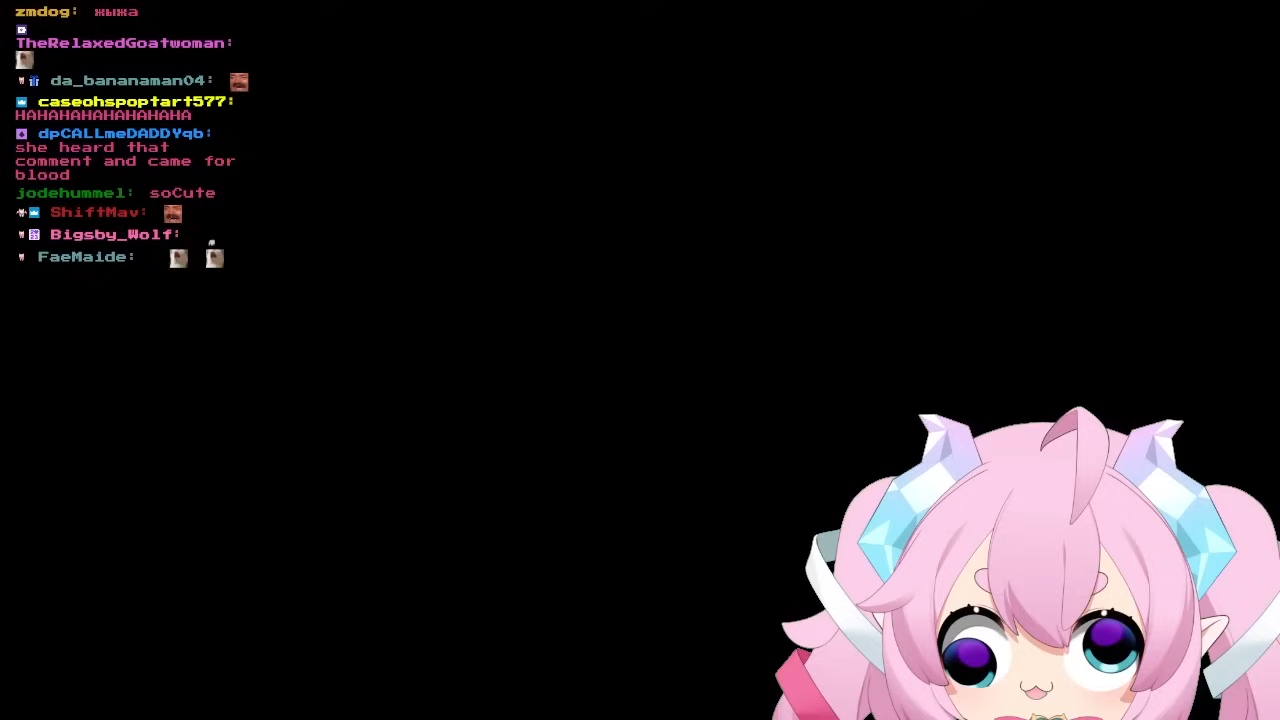 zmdog: жыжа
TheRelaxedGoatwoman:
da_bananaman04:
caseohspoptart577:
HAHAHAHAHAHAHAHA
dpCALLmeDADDYqb:
she heard that
comment and came for
blood
jodehummel: soCute
ShiftMav:
Bigsby_Wolf:
FaeMaide: